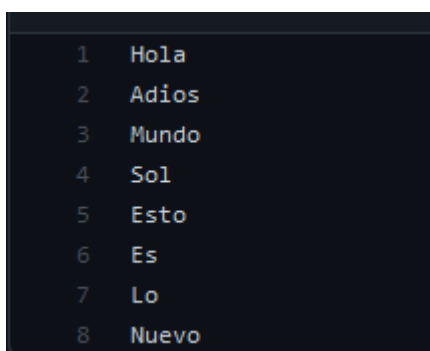 1 Hola
2 Adios
3 Mundo
4 Sol
5 Esto
6 Es
7 Lo
8 Nuevo